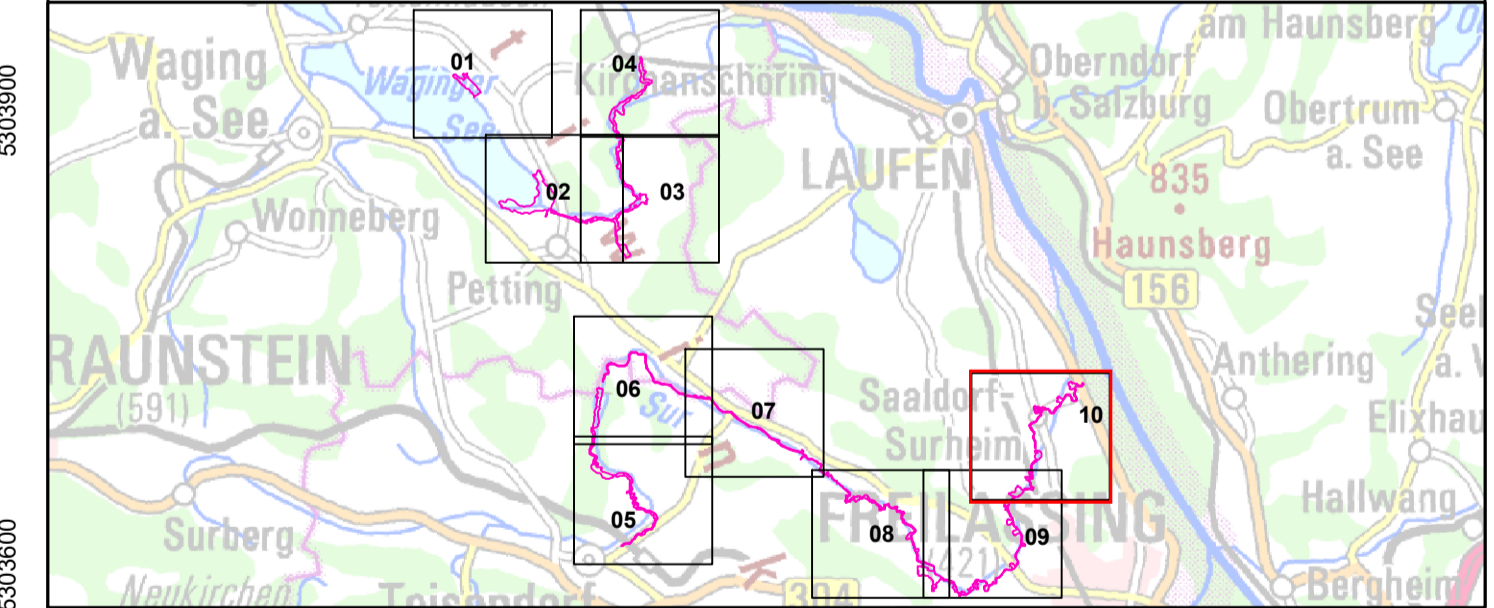 am Haunsberg
Waging
a. See
01
04
Waginger
See
Kirchanschöring
Oberndorf
b. Salzburg
Obertrum
a. See
5303900
LAUFEN
835
Haunsberg
02
03
Wonneberg
Petting
156
RAUNSTEIN
(591)
06
Sur
07
Saaldorf-
Surheim
10
Anthering
a.
Elixhau
05
08
FREILASSING
(421)
09
Hallwang
5303600
Surberg
Neukirchen
Teisendorf
304
Bergheim
t
i
w
r
n
k